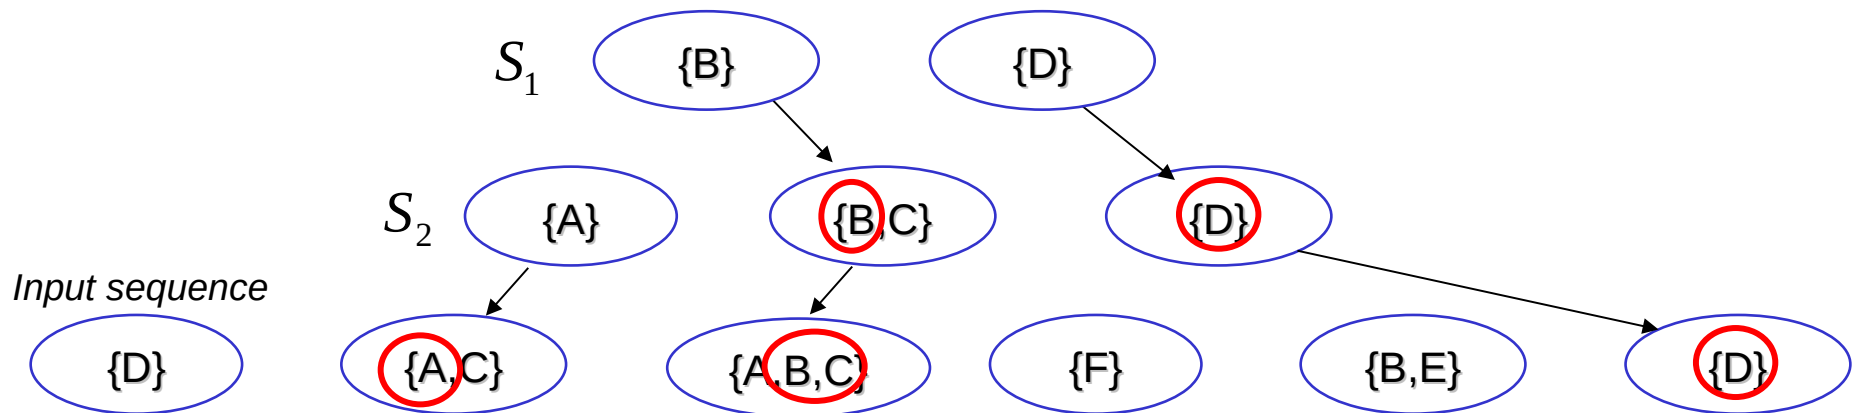 S1 {B} {D}
S2 {A} {B,C} {D}
Input sequence
{D} {A,C} {A,B,C} {F} {B,E} {D}